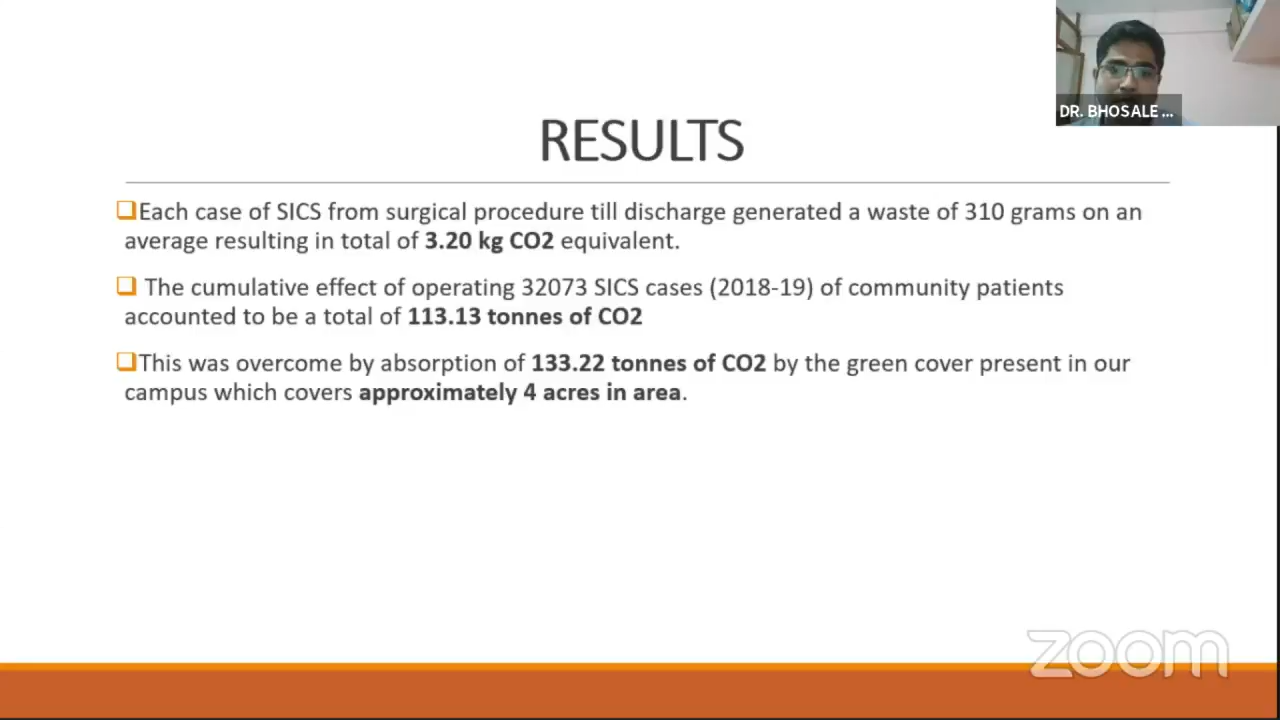 DR. BHOSALE ...
RESULTS
Each case of SICS from surgical procedure till discharge generated a waste of 310 grams on an
average resulting in total of 3.20 kg CO2 equivalent.
The cumulative effect of operating 32073 SICS cases (2018-19) of community patients
accounted to be a total of 113.13 tonnes of CO2
This was overcome by absorption of 133.22 tonnes of CO2 by the green cover present in our
campus which covers approximately 4 acres in area.
zoom